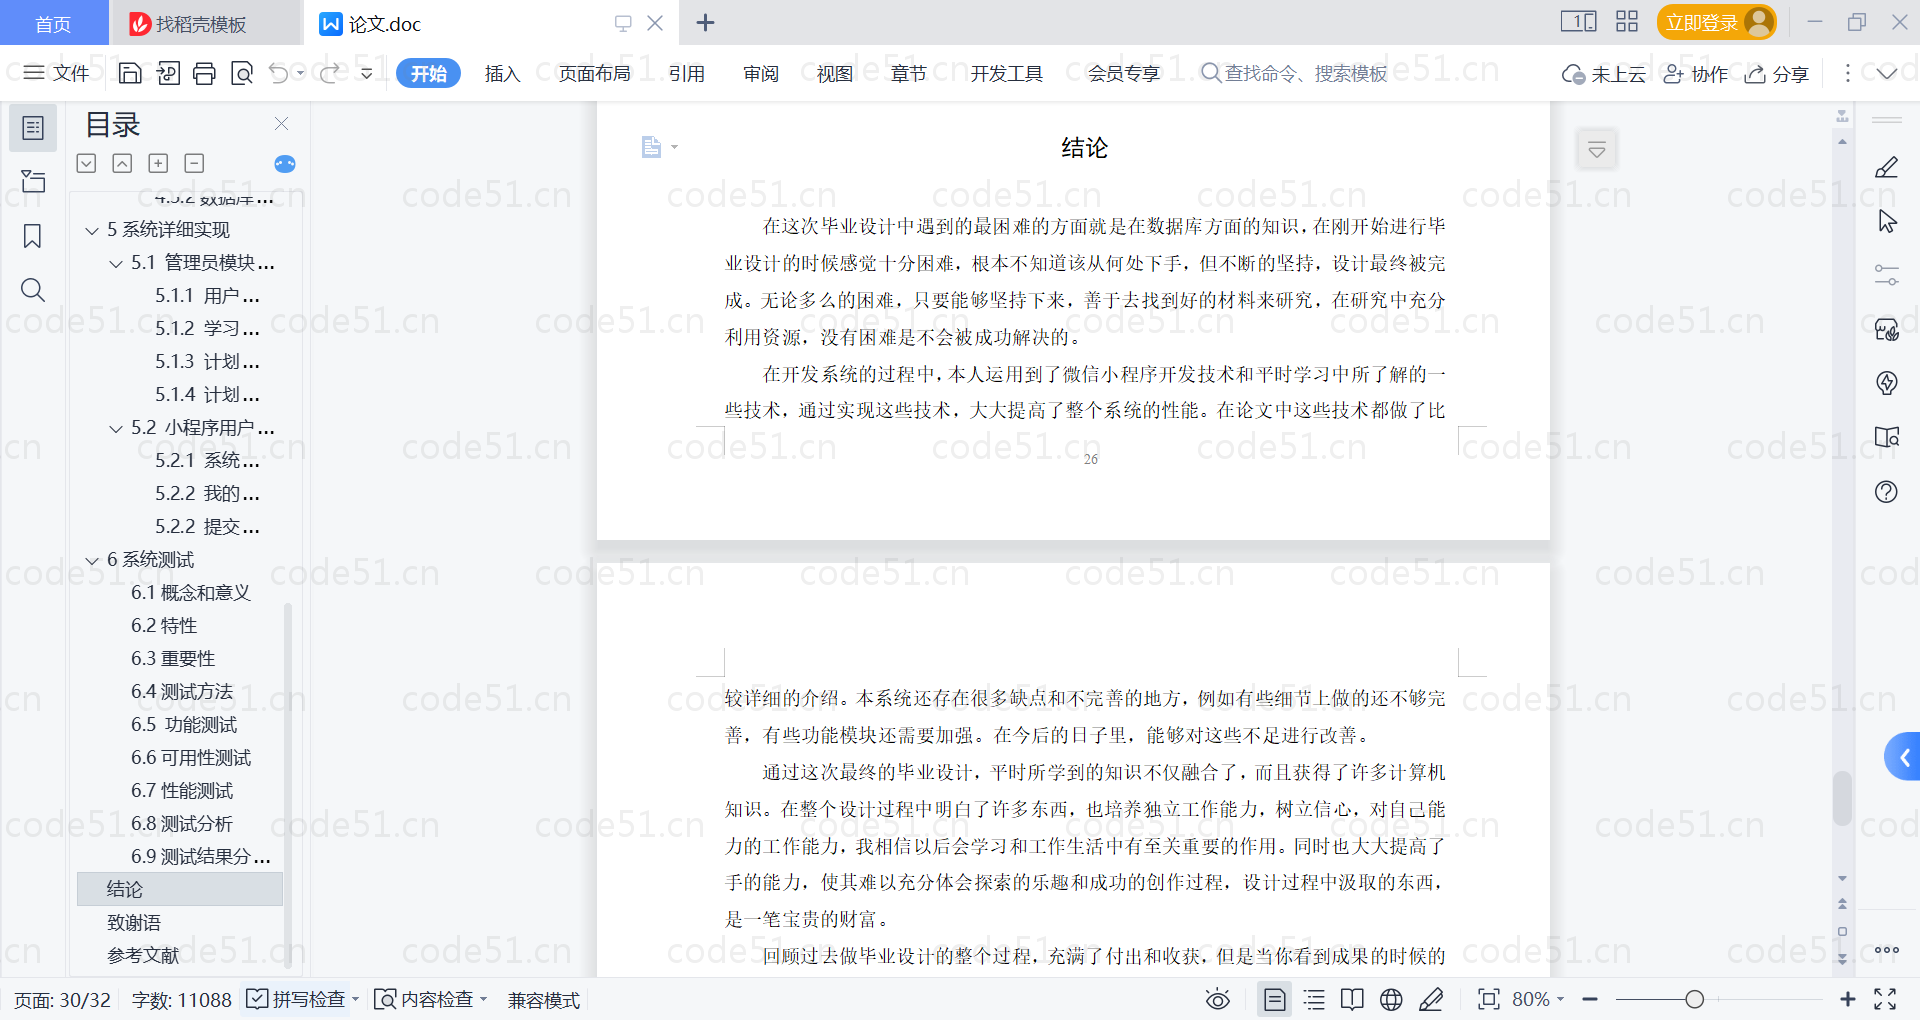 首页
找稻壳模板
论文.doc
立即登录
文件
开始
插入
页面布局
引用
审阅
视图
章节
开发工具
会员专享
查找命令、搜索模板
未上云
协作
分享
目录
4.3.2 数据库...
5 系统详细实现
5.1 管理员模块...
5.1.1 用户...
5.1.2 学习...
5.1.3 计划...
5.1.4 计划...
5.2 小程序用户...
5.2.1 系统...
5.2.2 我的...
5.2.2 提交...
6 系统测试
6.1 概念和意义
6.2 特性
6.3 重要性
6.4 测试方法
6.5 功能测试
6.6 可用性测试
6.7 性能测试
6.8 测试分析
6.9 测试结果分...
结论
致谢语
参考文献
结论
在这次毕业设计中遇到的最困难的方面就是在数据库方面的知识，在刚开始进行毕
业设计的时候感觉十分困难，根本不知道该从何处下手，但不断的坚持，设计最终被完
成。无论多么的困难，只要能够坚持下来，善于去找到好的材料来研究，在研究中充分
利用资源，没有困难是不会被成功解决的。
在开发系统的过程中，本人运用到了微信小程序开发技术和平时学习中所了解的一
些技术，通过实现这些技术，大大提高了整个系统的性能。在论文中这些技术都做了比
26
较详细的介绍。本系统还存在很多缺点和不完善的地方，例如有些细节上做的还不够完
善，有些功能模块还需要加强。在今后的日子里，能够对这些不足进行改善。
通过这次最终的毕业设计，平时所学到的知识不仅融合了，而且获得了许多计算机
知识。在整个设计过程中明白了许多东西，也培养独立工作能力，树立信心，对自己能
力的工作能力，我相信以后会学习和工作生活中有至关重要的作用。同时也大大提高了
手的能力，使其难以充分体会探索的乐趣和成功的创作过程，设计过程中汲取的东西，
是一笔宝贵的财富。
回顾过去做毕业设计的整个过程，充满了付出和收获，但是当你看到成果的时候的
页面: 30/32
字数: 11088
拼写检查
内容检查
兼容模式
80%
code51.cn